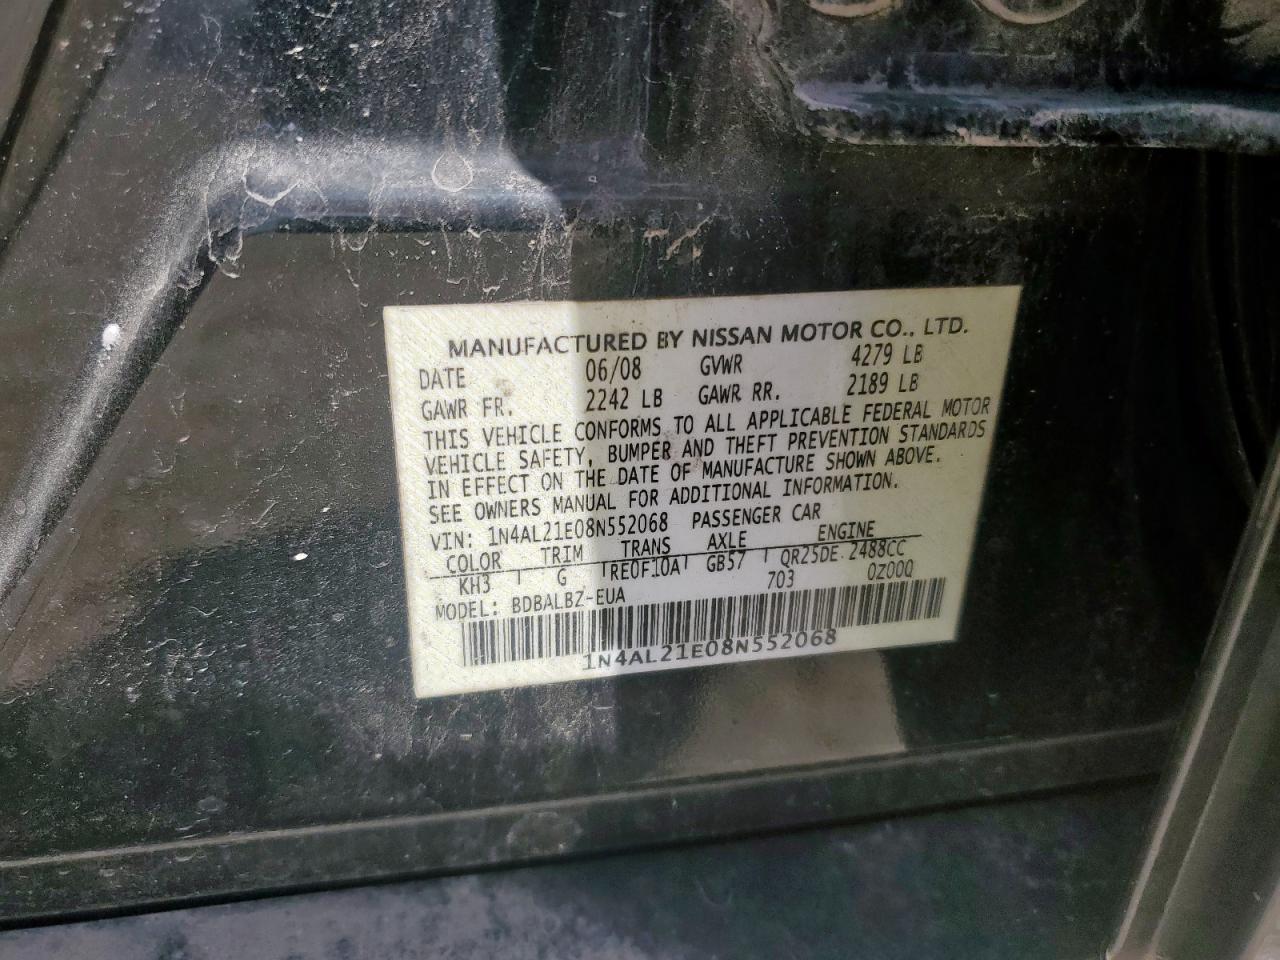 MANUFACTURED BY NISSAN MOTOR CO., LTD.
DATE 06/08 GVWR 4279 LB
GAWR FR. 2242 LB GAWR RR. 2189 LB
THIS VEHICLE CONFORMS TO ALL APPLICABLE FEDERAL MOTOR
VEHICLE SAFETY, BUMPER AND THEFT PREVENTION STANDARDS
IN EFFECT ON THE DATE OF MANUFACTURE SHOWN ABOVE.
SEE OWNERS MANUAL FOR ADDITIONAL INFORMATION.
VIN: 1N4AL21E08N552068 PASSENGER CAR
COLOR TRIM TRANS AXLE ENGINE
KH3 G RE0F10A GB57 QR25DE 2488CC
MODEL: BDBALBZ-EUA 703 0Z00Q
1N4AL21E08N552068